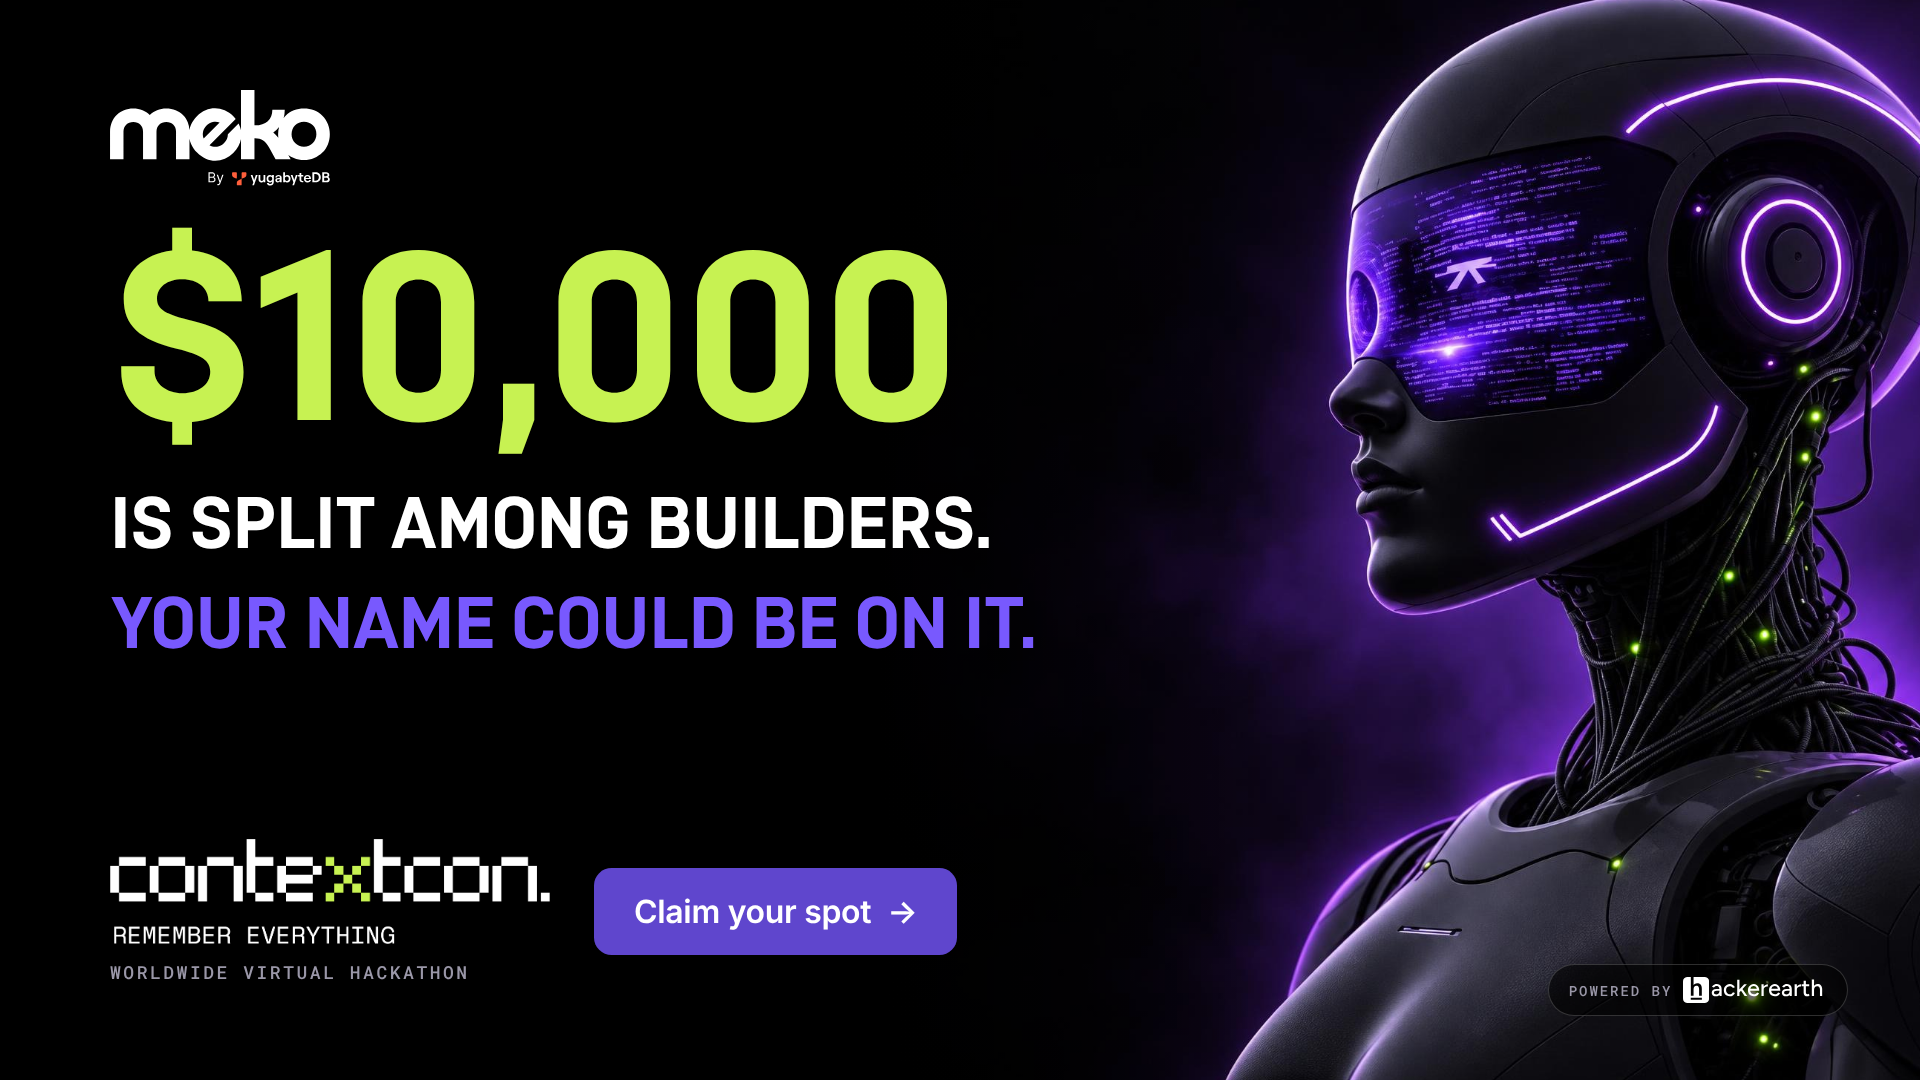 meko
By yugabyteDB
$10,000
IS SPLIT AMONG BUILDERS.
YOUR NAME COULD BE ON IT.
contextcon.
REMEMBER EVERYTHING
WORLDWIDE VIRTUAL HACKATHON
Claim your spot →
POWERED BY hackerearth